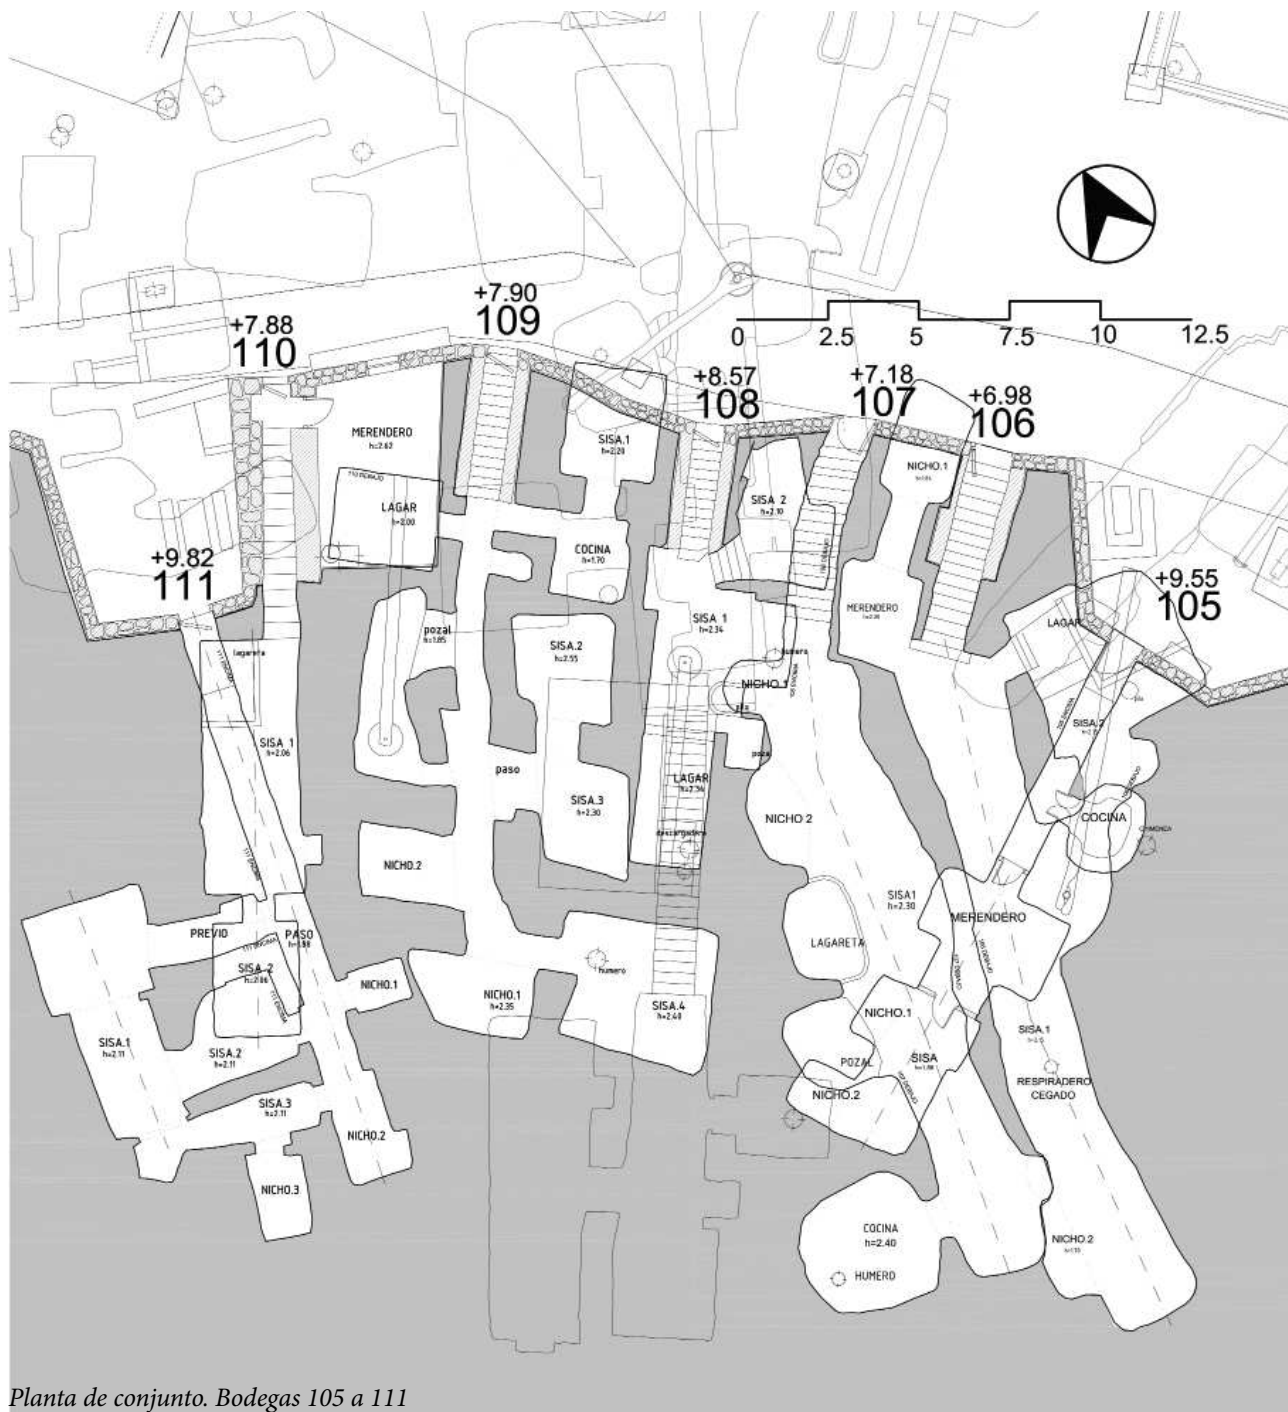 +7.90
109
+7.88
110
0 2.5 5 7.5 10 12.5
+8.57
108
+7.18
107
+6.98
106
MERENDERO
h=2.62
SISA.1
h=2.20
NICHO.1
110 DEBAJO
LAGAR
h=2.00
SISA 2
h=2.10
COCINA
h=1.70
+9.82
111
+9.55
105
MERENDERO
LAGAR
SISA 1
h=2.34
pozal
h=1.85
SISA.2
h=2.55
lagareta
humero
NICHO.1
pila
SISA.2
pila
SISA 1
h=2.06
paso
poza
LAGAR
h=2.34
SISA.3
h=2.30
descargadero
NICHO 2
COCINA
CHIMENEA
NICHO.2
SISA1
h=2.30
MERENDERO
PREVIO
PASO
h=1.98
LAGARETA
SISA.2
h=2.06
humero
NICHO.1
NICHO.1
h=2.35
SISA.4
h=2.40
NICHO.1
SISA.1
SISA.1
h=2.11
SISA.2
h=2.11
POZAL
SISA
RESPIRADERO
CEGADO
NICHO.2
SISA.3
h=2.11
NICHO.2
NICHO.3
COCINA
h=2.40
NICHO.2
HUMERO
Planta de conjunto. Bodegas 105 a 111